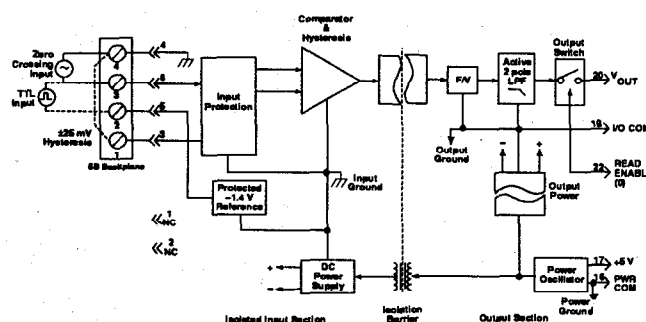 Comparator
&
Hysteresis
Zero
Crossing
Input
TTL
Input
±25 mV
Hysteresis
5B Backplane
4
3
2
1
4
6
5
3
Input
Protection
Protected
–1.4 V
Reference
1
NC
2
NC
Input
Ground
DC
Power
Supply
+
–
F/V
Active
2 pole
LPF
Output
Switch
20
VOUT
19
I/O COM
22
READ
ENABLE
(0)
Output
Ground
–
+
Output
Power
Power
Oscillator
17
+5 V
16
PWR
COM
Power
Ground
Isolated Input Section
Isolation
Barrier
Output Section